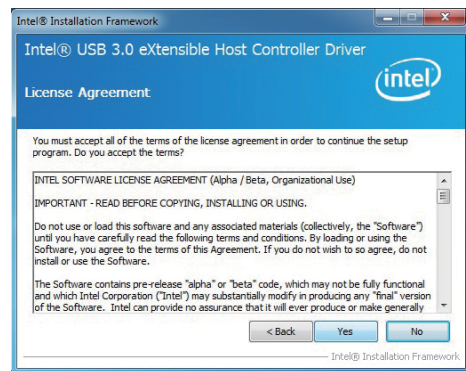 Intel® Installation Framework
Intel® USB 3.0 eXtensible Host Controller Driver
License Agreement
intel
You must accept all of the terms of the license agreement in order to continue the setup
program. Do you accept the terms?
INTEL SOFTWARE LICENSE AGREEMENT (Alpha / Beta, Organizational Use)
IMPORTANT - READ BEFORE COPYING, INSTALLING OR USING.
Do not use or load this software and any associated materials (collectively, the "Software")
until you have carefully read the following terms and conditions. By loading or using the
Software, you agree to the terms of this Agreement. If you do not wish to so agree, do not
install or use the Software.
The Software contains pre-release "alpha" or "beta" code, which may not be fully functional
and which Intel Corporation ("Intel") may substantially modify in producing any "final" version
of the Software. Intel can provide no assurance that it will ever produce or make generally
< Back
Yes
No
Intel® Installation Framework